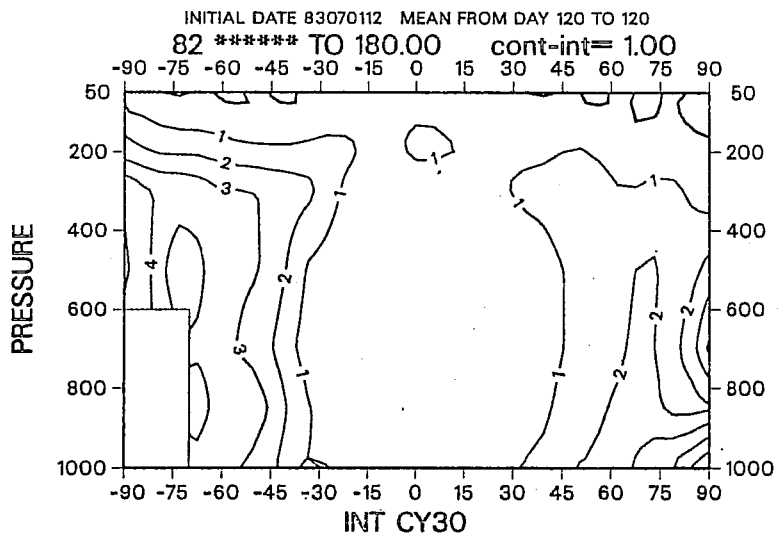 INITIAL DATE 83070112 MEAN FROM DAY 120 TO 120
82 ****** TO 180.00 cont-int= 1.00
-90 -75 -60 -45 -30 -15 0 15 30 45 60 75 90
50 50
1 1
200 200
2 1
3 1 1
PRESSURE
400 400
4 2
600 600
2 2
3 1 1 2
800 800
1000 1000
-90 -75 -60 -45 -30 -15 0 15 30 45 60 75 90
INT CY30